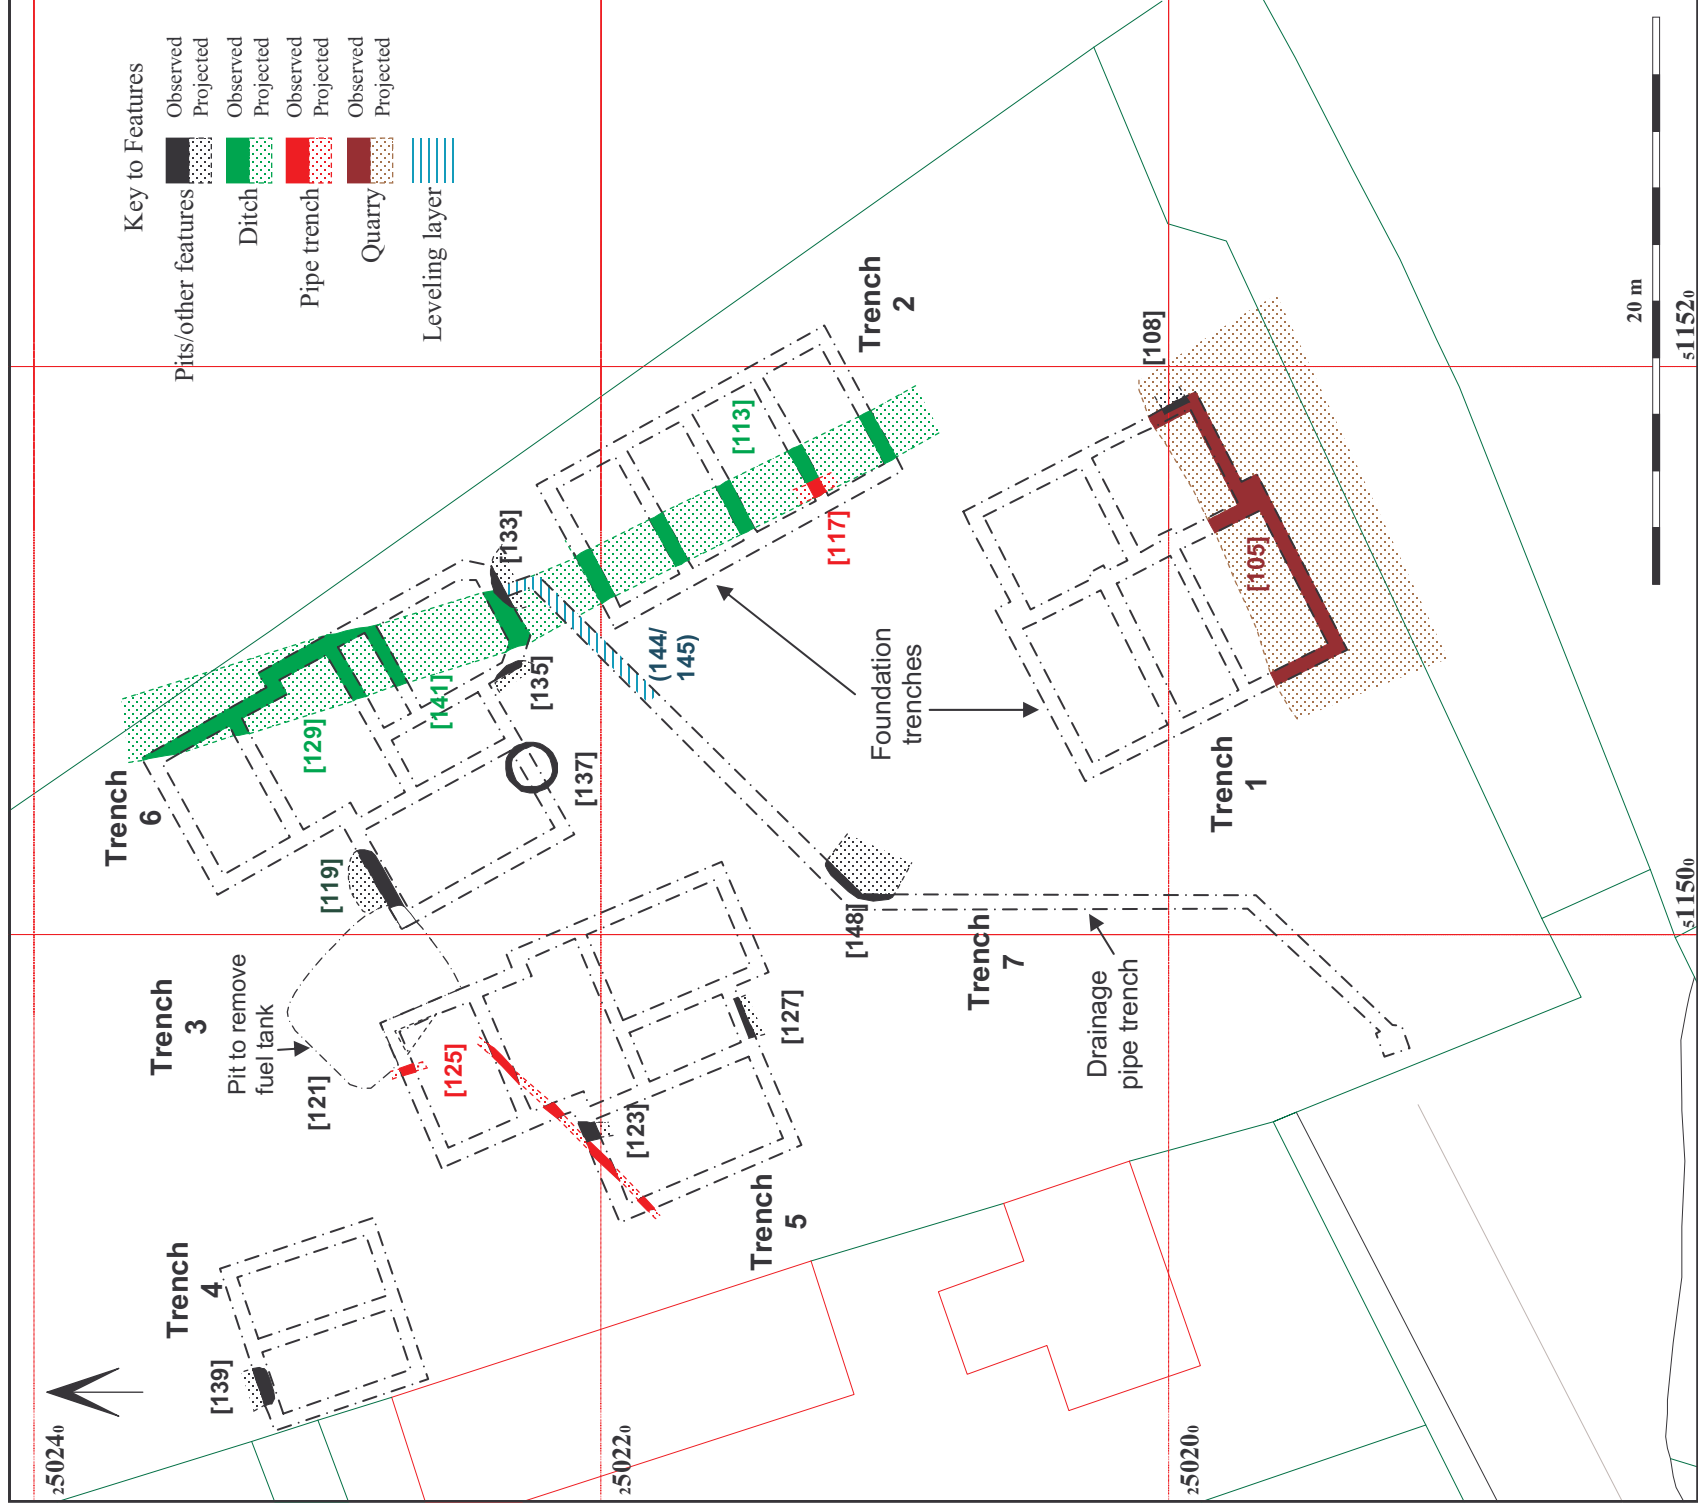 Key to Features
Observed
Projected
Pits/other features
Observed
Projected
Ditch
Observed
Projected
Pipe trench
Observed
Projected
Quarry
Leveling layer
Trench
6
[129]
[141]
[133]
[135]
[137]
[119]
(144/
145)
Trench
2
[113]
[117]
Foundation
trenches
[108]
[105]
Trench
1
20 m
51152₀
51150₀
Trench
3
Pit to remove
fuel tank
[121]
[125]
[123]
[127]
Trench
5
[148]
Trench
7
Drainage
pipe trench
Trench
4
[139]
25024₀
25022₀
25020₀